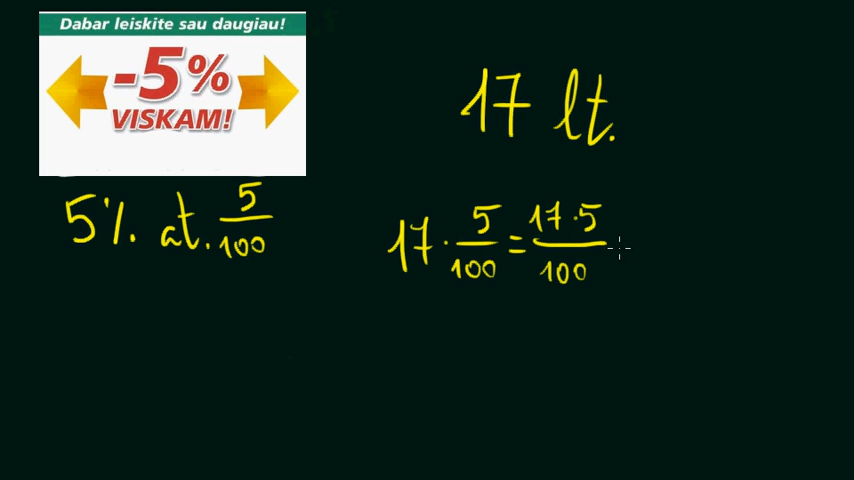 Dabar leiskite sau daugiau!
-5%
VISKAM!
17 lt.
5% at. 5/100
17 · 5/100 = 17 · 5/100